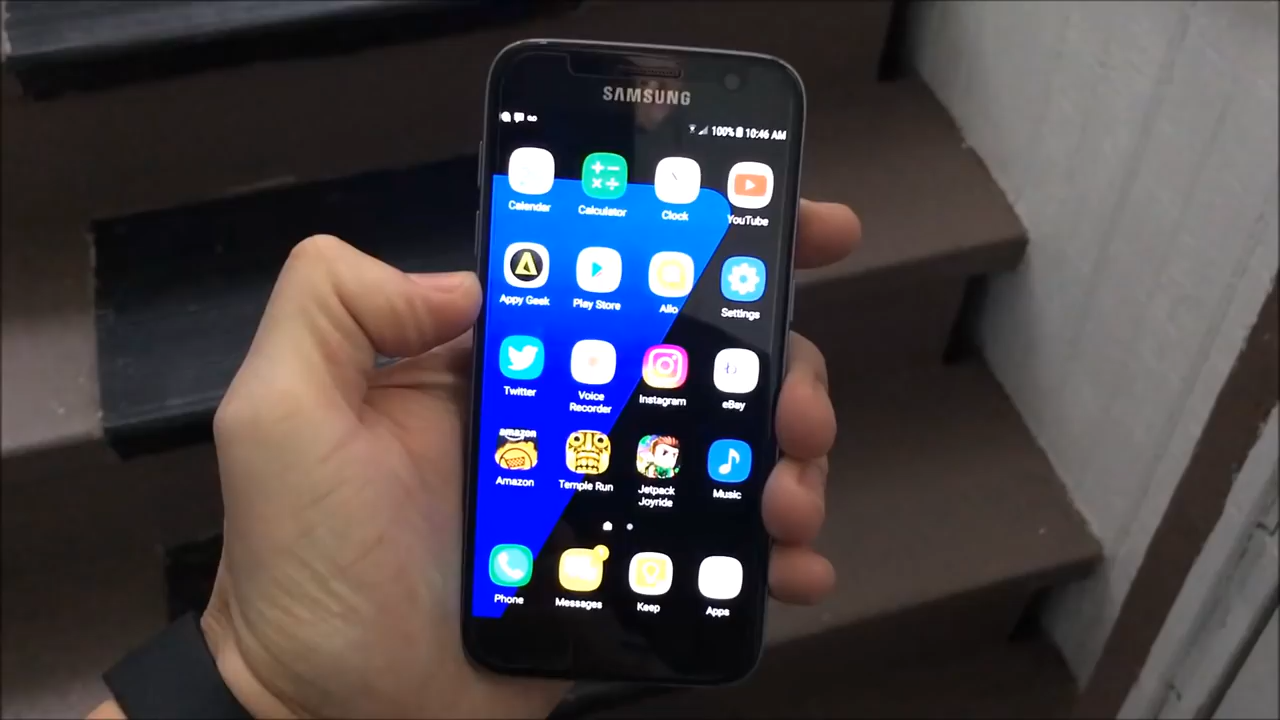 SAMSUNG
100% 10:46 AM
Calender
Calculator
Clock
YouTube
Appy Geek
Play Store
Allo
Settings
Twitter
Voice
Recorder
Instagram
eBay
amazon
Amazon
Temple Run
Jetpack
Joyride
Music
Phone
Messages
Keep
Apps